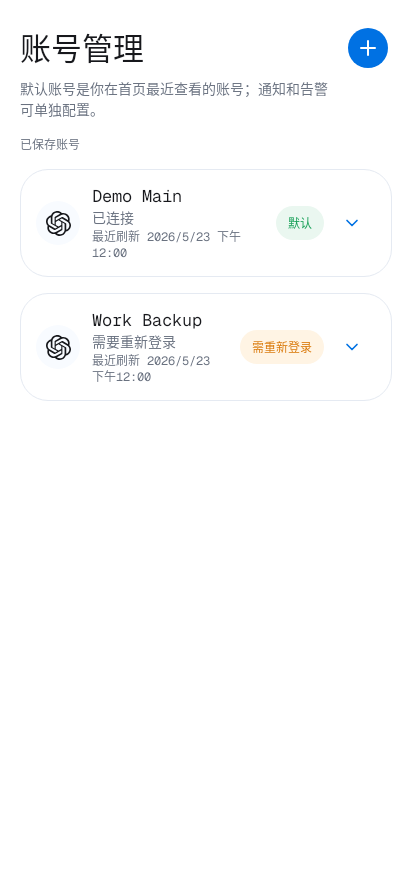 账号管理
默认账号是你在首页最近查看的账号；通知和告警
可单独配置。
已保存账号
Demo Main
已连接
最近刷新 2026/5/23 下午
12:00
默认
Work Backup
需要重新登录
最近刷新 2026/5/23
下午12:00
需重新登录